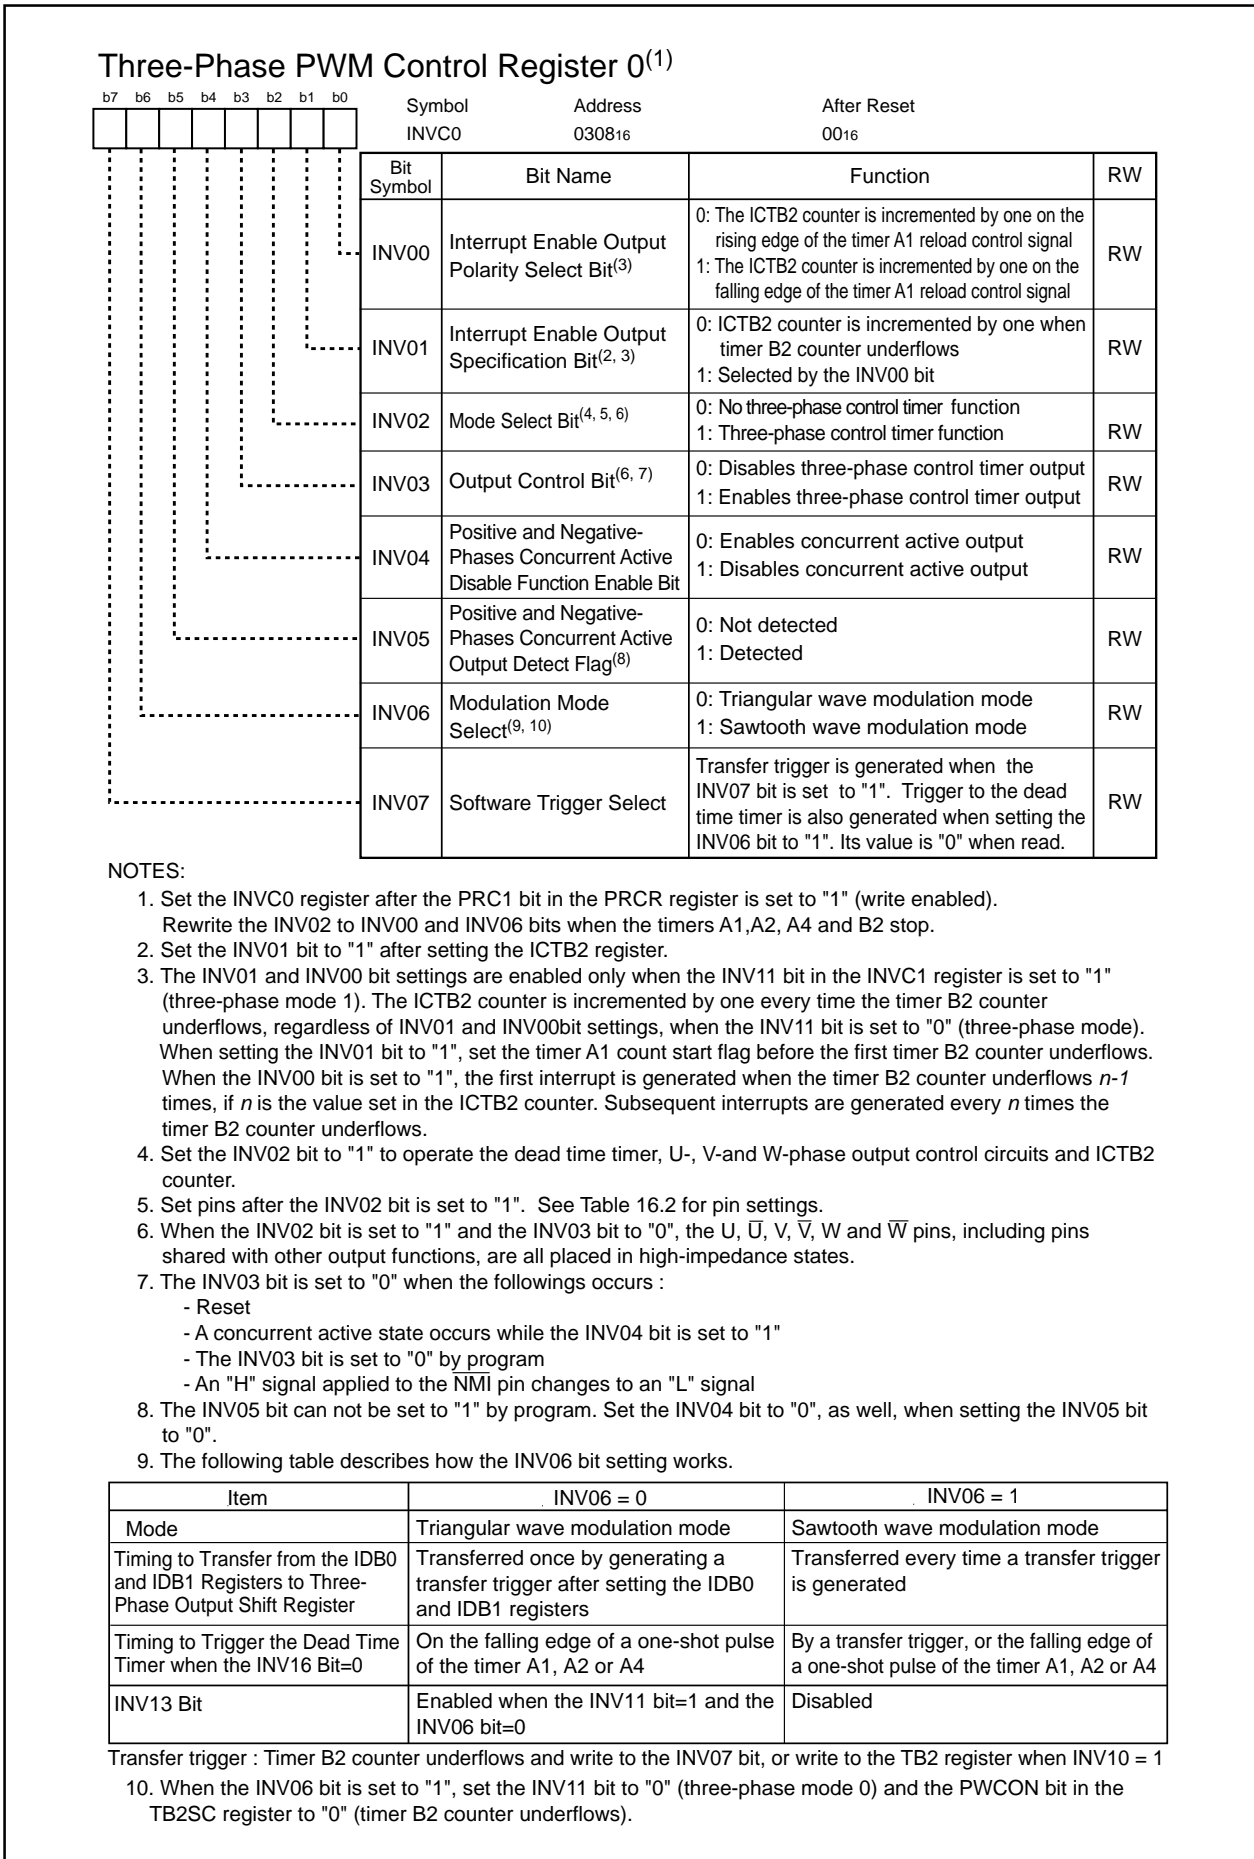 Three-Phase PWM Control Register 0(1)
b7 b6 b5 b4 b3 b2 b1 b0
Symbol Address After Reset
INVC0 030816 0016
Bit Symbol Bit Name Function RW
INV00
Interrupt Enable Output
Polarity Select Bit(3)
0: The ICTB2 counter is incremented by one on the
rising edge of the timer A1 reload control signal
1: The ICTB2 counter is incremented by one on the
falling edge of the timer A1 reload control signal
RW
INV01
Interrupt Enable Output
Specification Bit(2, 3)
0: ICTB2 counter is incremented by one when
timer B2 counter underflows
1: Selected by the INV00 bit
RW
INV02
Mode Select Bit(4, 5, 6)
0: No three-phase control timer function
1: Three-phase control timer function
RW
INV03
Output Control Bit(6, 7)
0: Disables three-phase control timer output
1: Enables three-phase control timer output
RW
INV04
Positive and Negative-
Phases Concurrent Active
Disable Function Enable Bit
0: Enables concurrent active output
1: Disables concurrent active output
RW
INV05
Positive and Negative-
Phases Concurrent Active
Output Detect Flag(8)
0: Not detected
1: Detected
RW
INV06
Modulation Mode
Select(9, 10)
0: Triangular wave modulation mode
1: Sawtooth wave modulation mode
RW
INV07
Software Trigger Select
Transfer trigger is generated when the
INV07 bit is set to "1". Trigger to the dead
time timer is also generated when setting the
INV06 bit to "1". Its value is "0" when read.
RW
NOTES:
1. Set the INVC0 register after the PRC1 bit in the PRCR register is set to "1" (write enabled).
Rewrite the INV02 to INV00 and INV06 bits when the timers A1,A2, A4 and B2 stop.
2. Set the INV01 bit to "1" after setting the ICTB2 register.
3. The INV01 and INV00 bit settings are enabled only when the INV11 bit in the INVC1 register is set to "1"
(three-phase mode 1). The ICTB2 counter is incremented by one every time the timer B2 counter
underflows, regardless of INV01 and INV00bit settings, when the INV11 bit is set to "0" (three-phase mode).
When setting the INV01 bit to "1", set the timer A1 count start flag before the first timer B2 counter underflows.
When the INV00 bit is set to "1", the first interrupt is generated when the timer B2 counter underflows n-1
times, if n is the value set in the ICTB2 counter. Subsequent interrupts are generated every n times the
timer B2 counter underflows.
4. Set the INV02 bit to "1" to operate the dead time timer, U-, V-and W-phase output control circuits and ICTB2
counter.
5. Set pins after the INV02 bit is set to "1". See Table 16.2 for pin settings.
6. When the INV02 bit is set to "1" and the INV03 bit to "0", the U, U̅, V, V̅, W and W̅ pins, including pins
shared with other output functions, are all placed in high-impedance states.
7. The INV03 bit is set to "0" when the followings occurs :
- Reset
- A concurrent active state occurs while the INV04 bit is set to "1"
- The INV03 bit is set to "0" by program
- An "H" signal applied to the N̅M̅I̅ pin changes to an "L" signal
8. The INV05 bit can not be set to "1" by program. Set the INV04 bit to "0", as well, when setting the INV05 bit
to "0".
9. The following table describes how the INV06 bit setting works.
Item INV06 = 0 INV06 = 1
Mode
Triangular wave modulation mode
Sawtooth wave modulation mode
Timing to Transfer from the IDB0
and IDB1 Registers to Three-
Phase Output Shift Register
Transferred once by generating a
transfer trigger after setting the IDB0
and IDB1 registers
Transferred every time a transfer trigger
is generated
Timing to Trigger the Dead Time
Timer when the INV16 Bit=0
On the falling edge of a one-shot pulse
of the timer A1, A2 or A4
By a transfer trigger, or the falling edge of
a one-shot pulse of the timer A1, A2 or A4
INV13 Bit
Enabled when the INV11 bit=1 and the
INV06 bit=0
Disabled
Transfer trigger : Timer B2 counter underflows and write to the INV07 bit, or write to the TB2 register when INV10 = 1
10. When the INV06 bit is set to "1", set the INV11 bit to "0" (three-phase mode 0) and the PWCON bit in the
TB2SC register to "0" (timer B2 counter underflows).